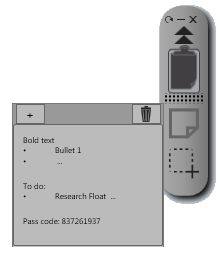 +
Bold text
• Bullet 1
• ...
To do:
• Research Float ...
Pass code: 837261937